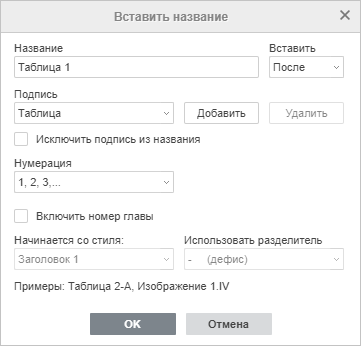 Вставить название
Название Вставить
Таблица 1 После
Подпись
Таблица Добавить Удалить
Исключить подпись из названия
Нумерация
1, 2, 3,...
Включить номер главы
Начинается со стиля: Использовать разделитель
Заголовок 1 - (дефис)
Примеры: Таблица 2-A, Изображение 1.IV
OK Отмена